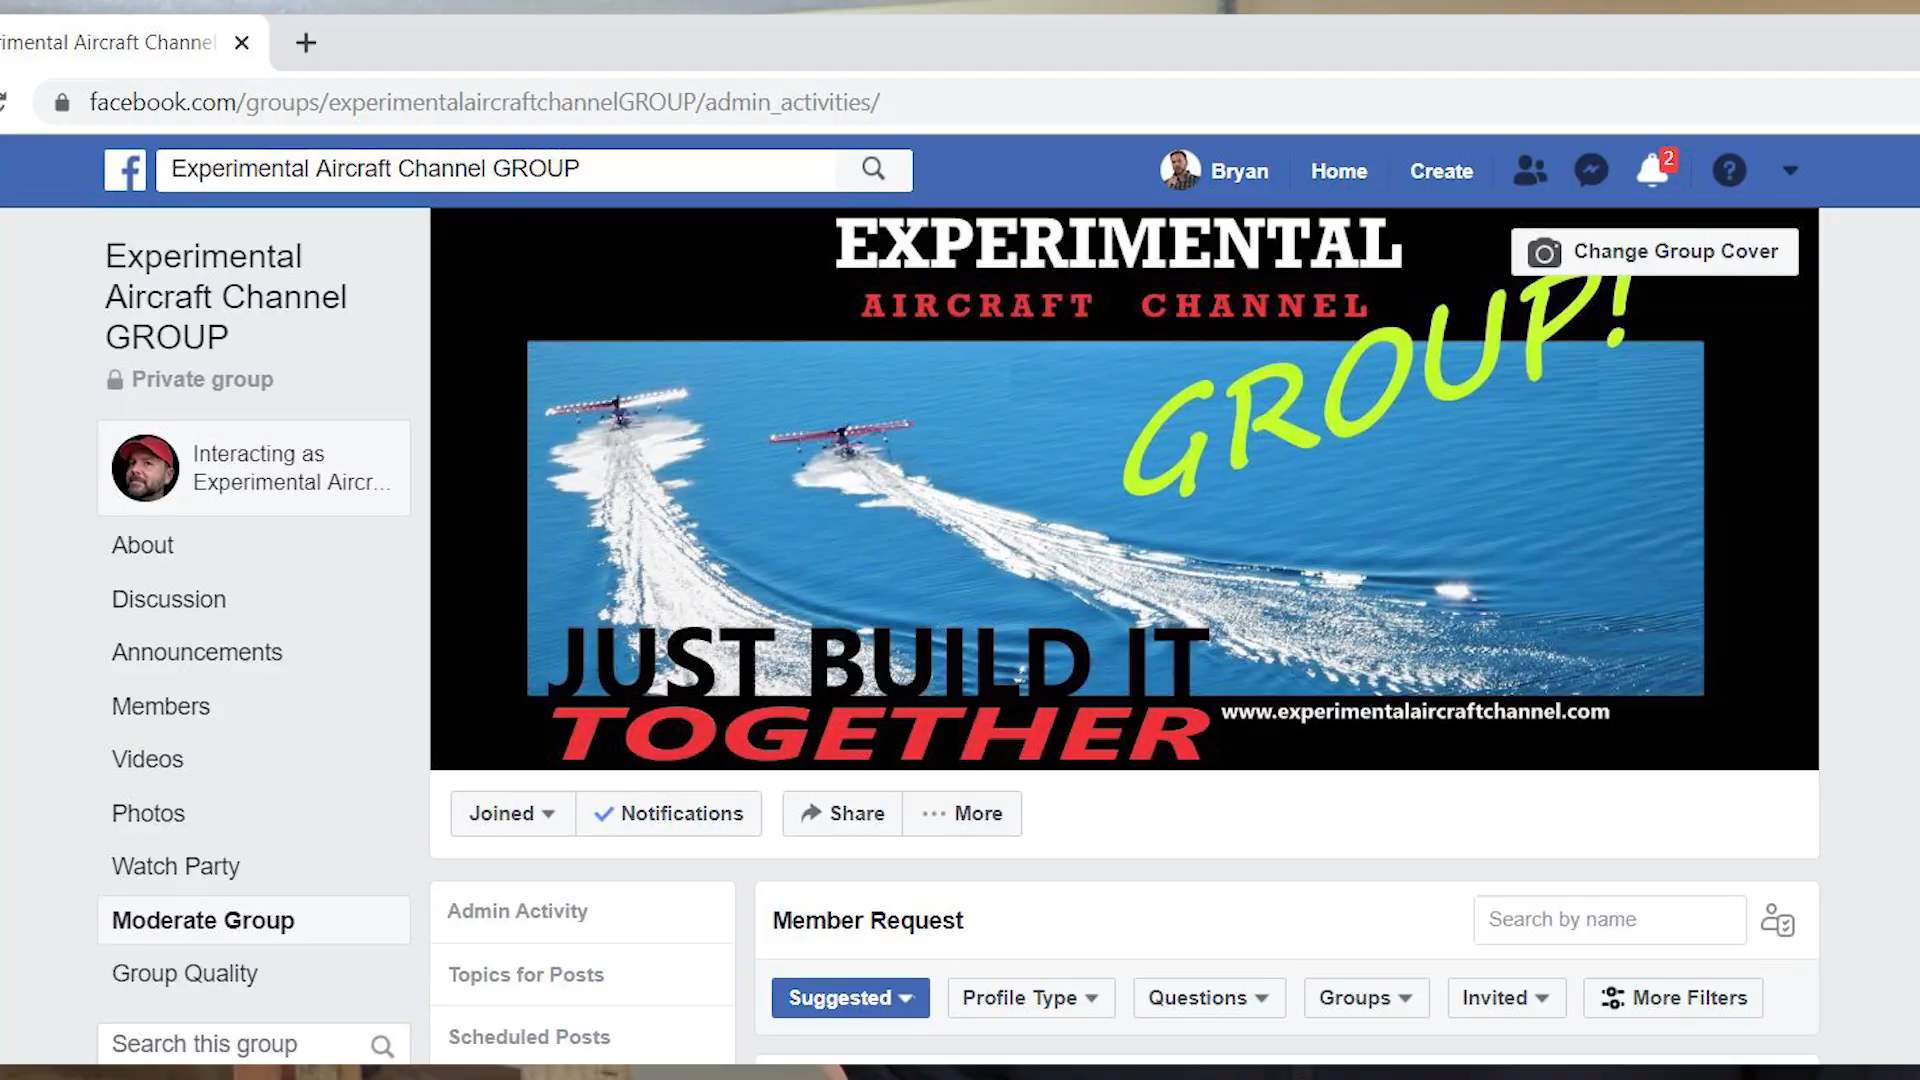 imental Aircraft Channel
facebook.com/groups/experimentalaircraftchannelGROUP/admin_activities/
Experimental Aircraft Channel GROUP
Bryan
Home
Create
2
Experimental
Aircraft Channel
GROUP
Private group
Interacting as
Experimental Aircr...
About
Discussion
Announcements
Members
Videos
Photos
Watch Party
Moderate Group
Group Quality
Search this group
EXPERIMENTAL
AIRCRAFT CHANNEL
GROUP!
Change Group Cover
JUST BUILD IT
TOGETHER
www.experimentalaircraftchannel.com
Joined
Notifications
Share
More
Admin Activity
Topics for Posts
Scheduled Posts
Member Request
Search by name
Suggested
Profile Type
Questions
Groups
Invited
More Filters